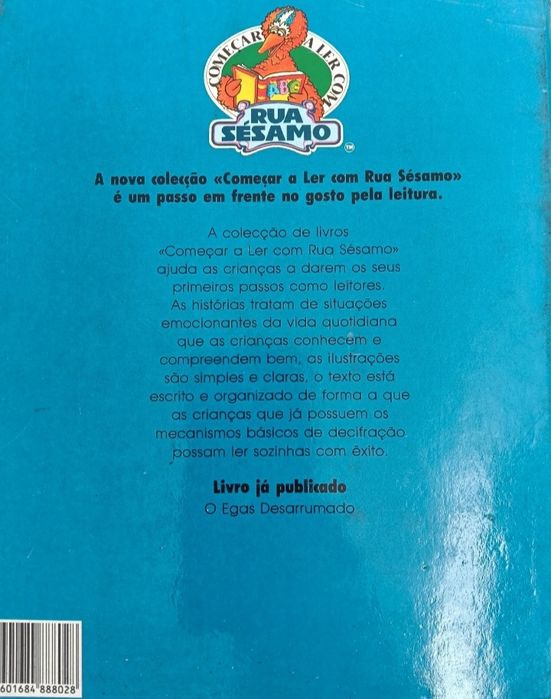 COMEÇAR A LER COM
ABC
RUA
SÉSAMO
TM
A nova colecção «Começar a Ler com Rua Sésamo»
é um passo em frente no gosto pela leitura.
A colecção de livros
«Começar a Ler com Rua Sésamo»
ajuda as crianças a darem os seus
primeiros passos como leitores.
As histórias tratam de situações
emocionantes da vida quotidiana
que as crianças conhecem e
compreendem bem, as ilustrações
são simples e claras, o texto está
escrito e organizado de forma a que
as crianças que já possuem os
mecanismos básicos de decifração
possam ler sozinhas com êxito.
Livro já publicado
O Egas Desarrumado
601684 888028